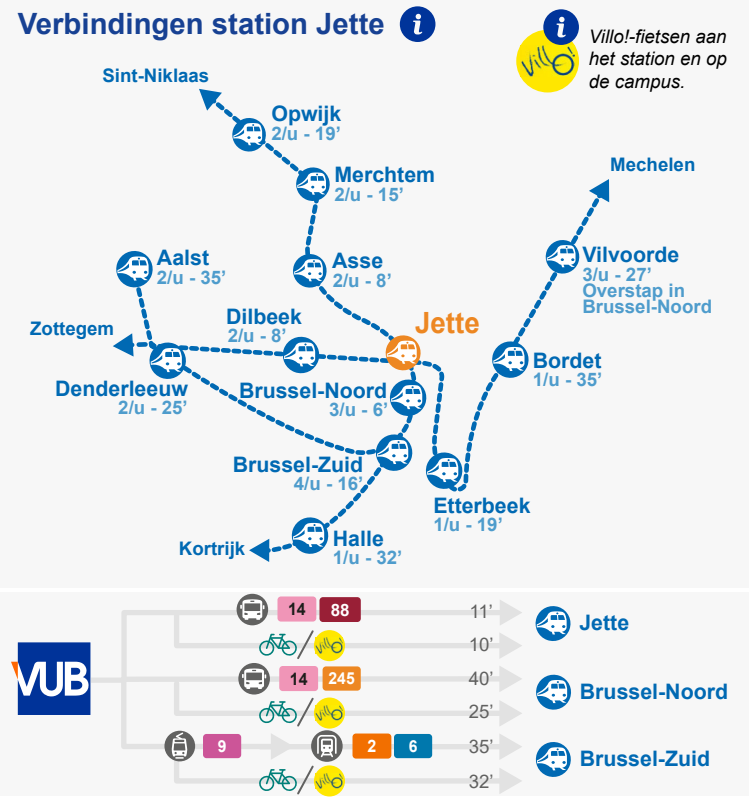 Verbindingen station Jette i
i
Villo!-fietsen aan
het station en op
de campus.
Villo!
Sint-Niklaas
Opwijk
2/u - 19’
Merchtem
2/u - 15’
Mechelen
Aalst
2/u - 35’
Asse
2/u - 8’
Vilvoorde
3/u - 27’
Overstap in
Brussel-Noord
Zottegem
Dilbeek
2/u - 8’
Jette
Bordet
1/u - 35’
Denderleeuw
2/u - 25’
Brussel-Noord
3/u - 6’
Brussel-Zuid
4/u - 16’
Etterbeek
1/u - 19’
Kortrijk
Halle
1/u - 32’
VUB
14 88 11’
Jette
Villo! 10’
14 245 40’
Brussel-Noord
Villo! 25’
9 2 6 35’
Brussel-Zuid
Villo! 32’